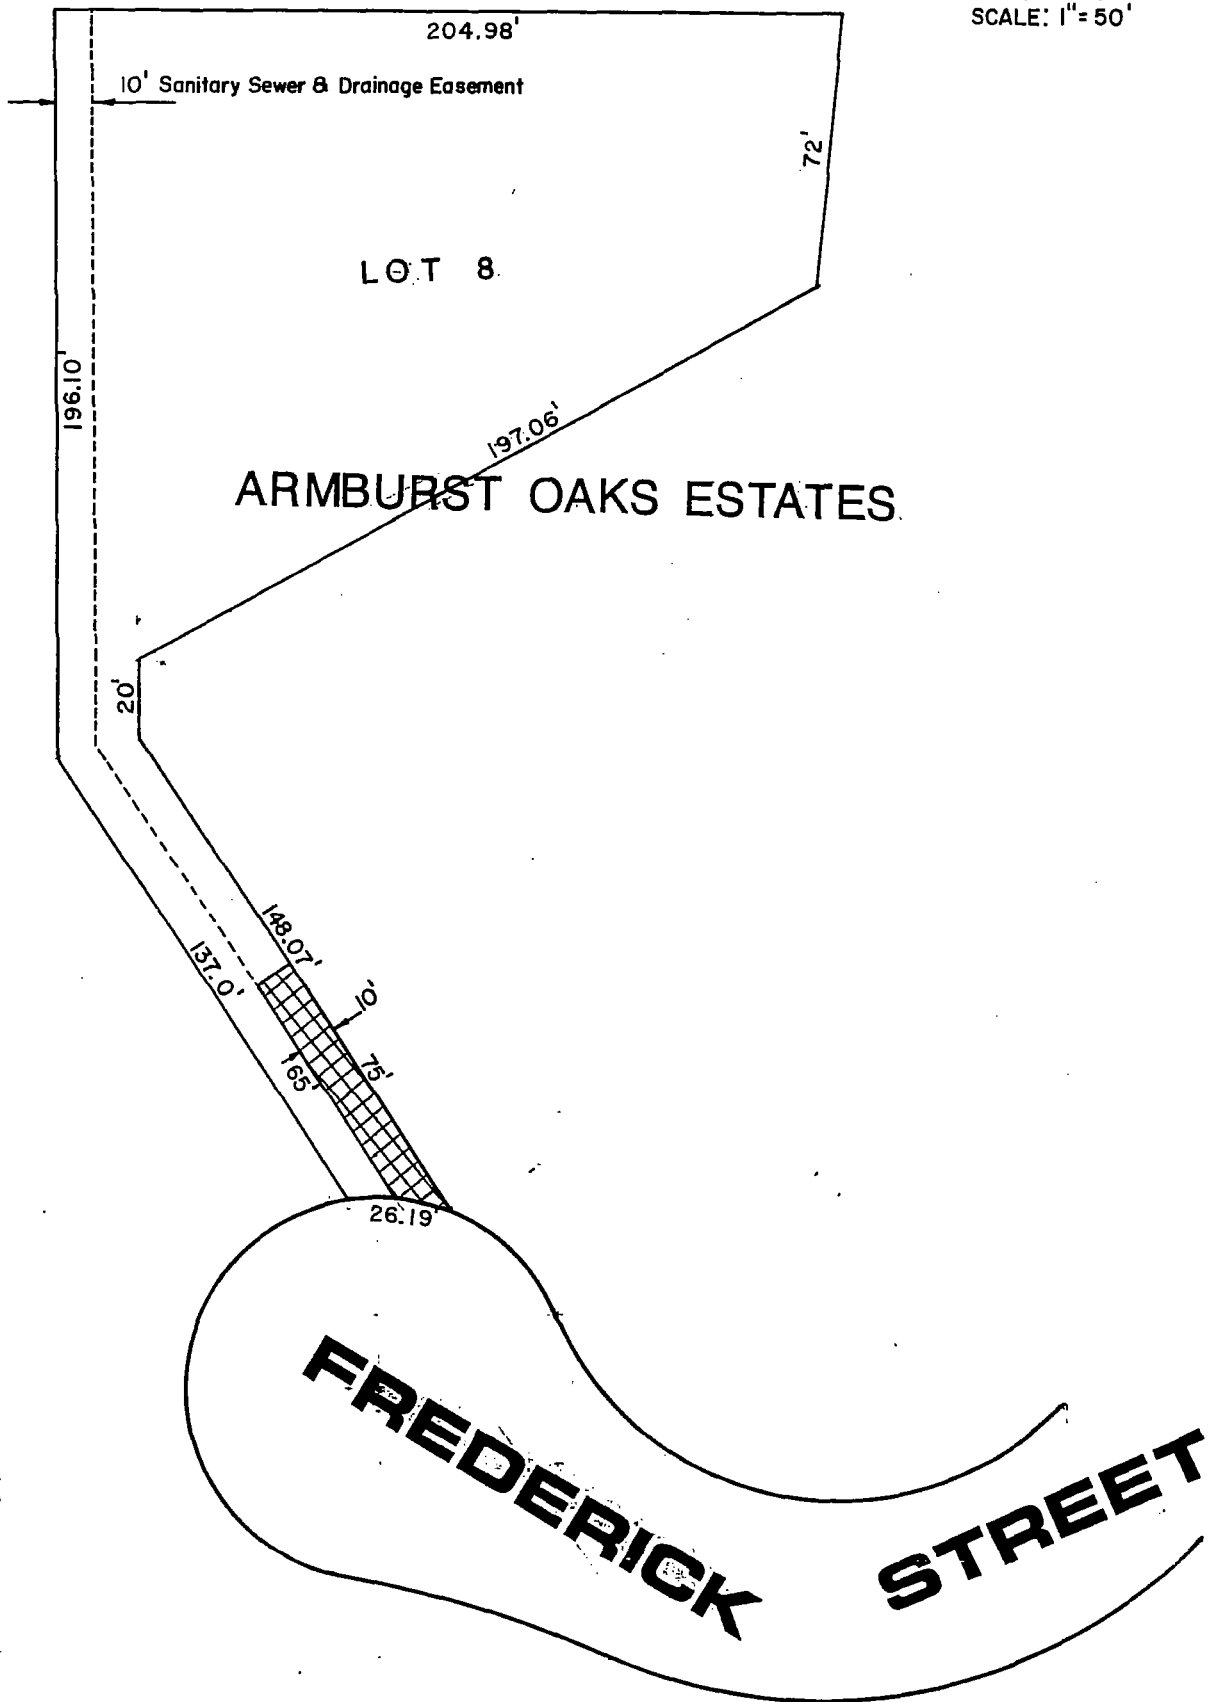 SCALE: 1"=50'
204.98'
10' Sanitary Sewer & Drainage Easement
72'
LOT 8
196.10'
197.06'
ARMBURST OAKS ESTATES
20'
148.07'
137.0'
10'
75'
65'
26.19'
FREDERICK STREET